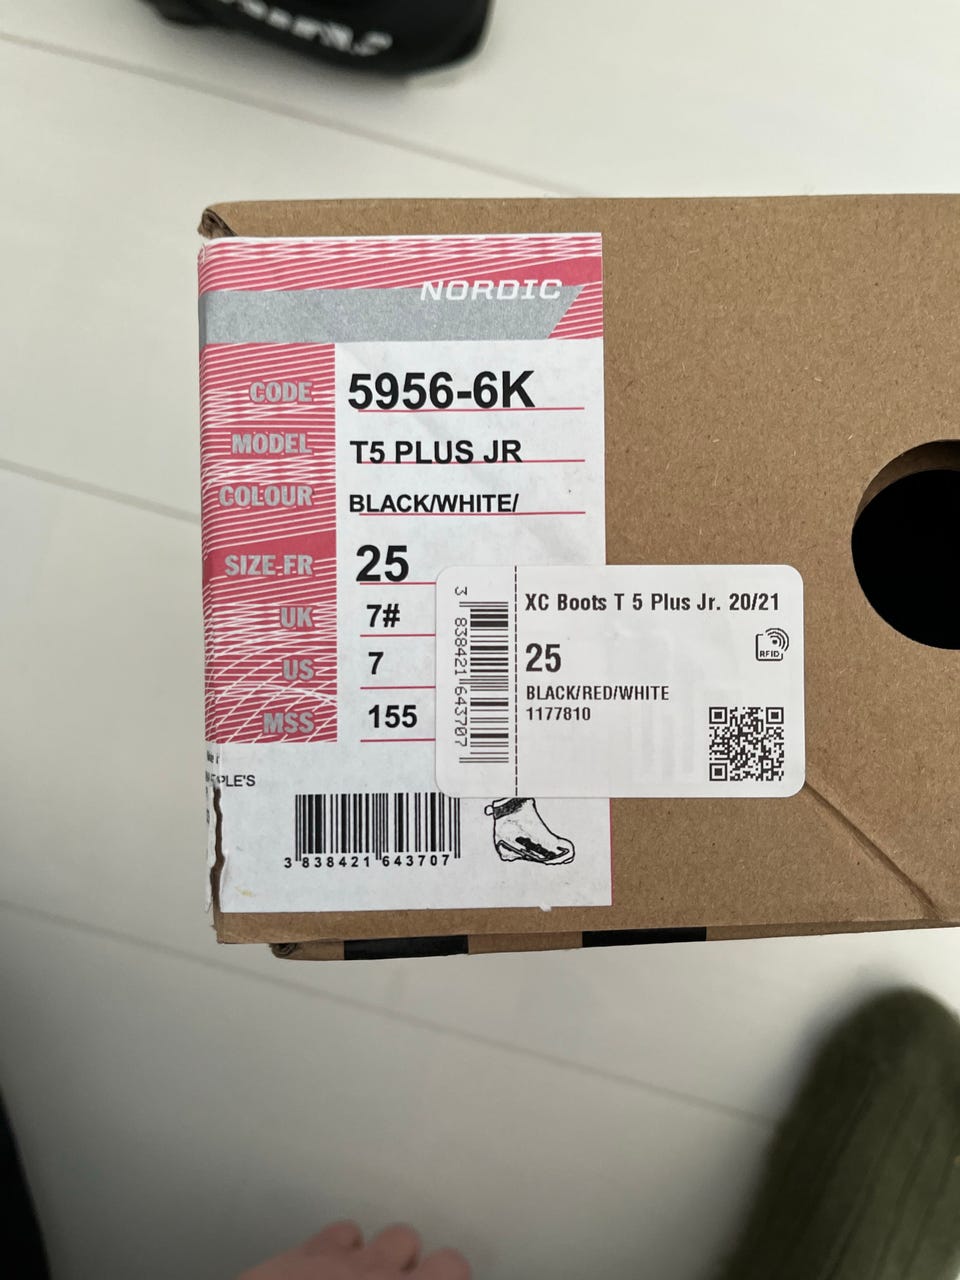 NORDIC
CODE 5956-6K
MODEL T5 PLUS JR
COLOUR BLACK/WHITE/
SIZE-FR 25
UK 7#
US 7
MSS 155
PLE'S
3 838421 643707
3 838421 643707
XC Boots T 5 Plus Jr. 20/21
RFID
25
BLACK/RED/WHITE
1177810